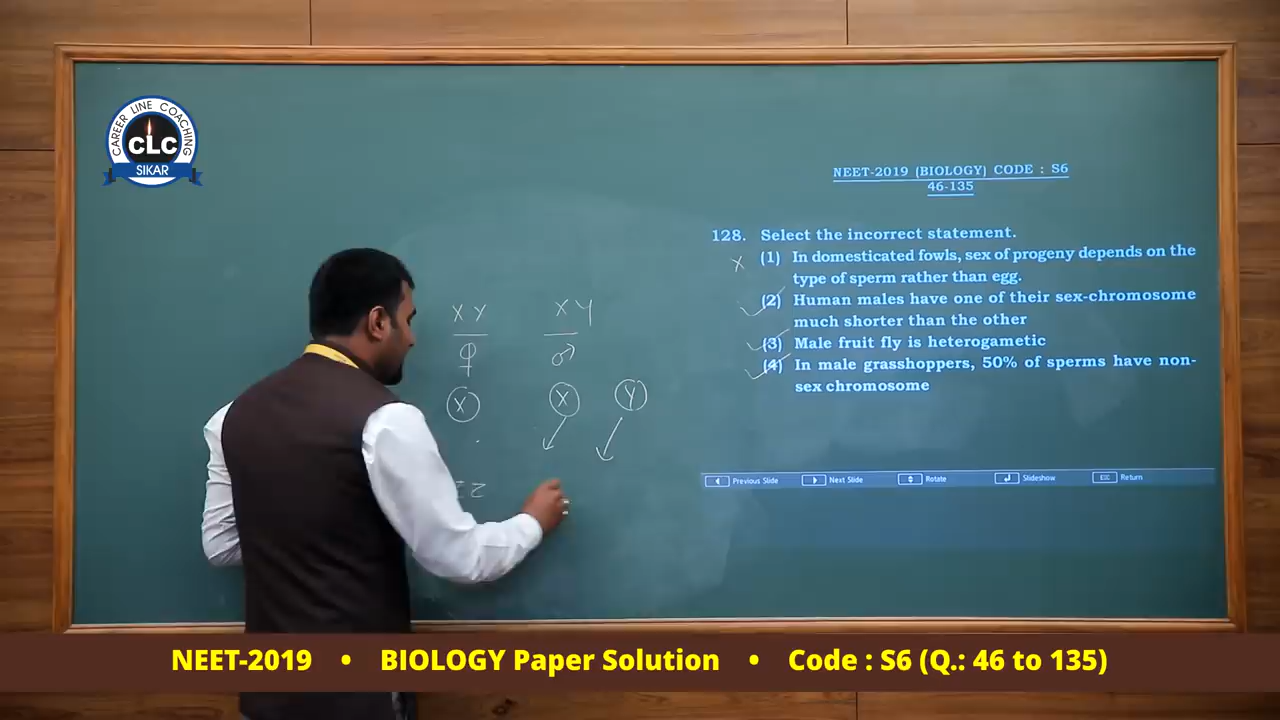 CAREER LINE COACHING
CLC
SIKAR
NEET-2019 (BIOLOGY) CODE : S6
46-135
128. Select the incorrect statement.
X (1) In domesticated fowls, sex of progeny depends on the
type of sperm rather than egg.
(2) Human males have one of their sex-chromosome
much shorter than the other
(3) Male fruit fly is heterogametic
(4) In male grasshoppers, 50% of sperms have non-
sex chromosome
Previous Slide Next Slide Rotate Slideshow Return
X Y X Y
♀ ♂
X X Y
NEET-2019 • BIOLOGY Paper Solution • Code : S6 (Q.: 46 to 135)